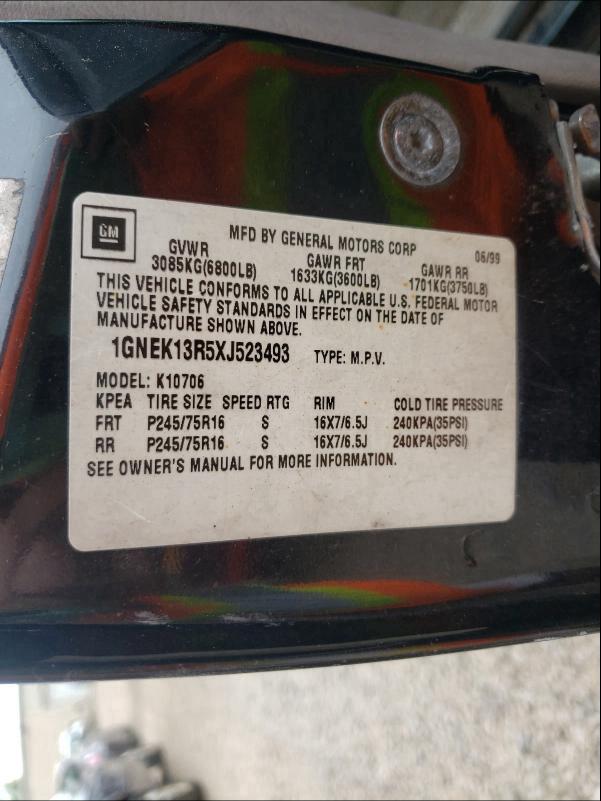 GM
MFD BY GENERAL MOTORS CORP 06/99
GVWR GAWR FRT GAWR RR
3085KG(6800LB) 1633KG(3600LB) 1701KG(3750LB)
THIS VEHICLE CONFORMS TO ALL APPLICABLE U.S. FEDERAL MOTOR
VEHICLE SAFETY STANDARDS IN EFFECT ON THE DATE OF
MANUFACTURE SHOWN ABOVE.
1GNEK13R5XJ523493 TYPE: M.P.V.
MODEL: K10706
KPEA TIRE SIZE SPEED RTG RIM COLD TIRE PRESSURE
FRT P245/75R16 S 16X7/6.5J 240KPA(35PSI)
RR P245/75R16 S 16X7/6.5J 240KPA(35PSI)
SEE OWNER'S MANUAL FOR MORE INFORMATION.